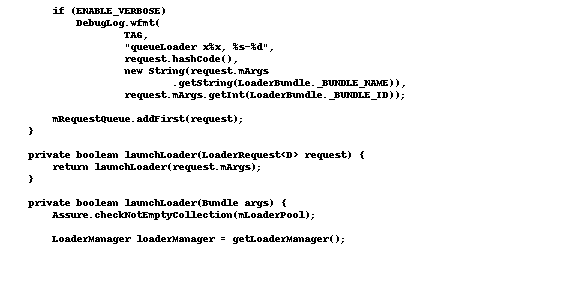 if (ENABLE_VERBOSE)
DebugLog.wfmt(
TAG,
"queueLoader x%x, %s-%d",
request.hashCode(),
new String(request.mArgs
.getString(LoaderBundle._BUNDLE_NAME)),
request.mArgs.getInt(LoaderBundle._BUNDLE_ID));
mRequestQueue.addFirst(request);
}
private boolean launchLoader(LoaderRequest<D> request) {
return launchLoader(request.mArgs);
}
private boolean launchLoader(Bundle args) {
Assure.checkNotEmptyCollection(mLoaderPool);
LoaderManager loaderManager = getLoaderManager();